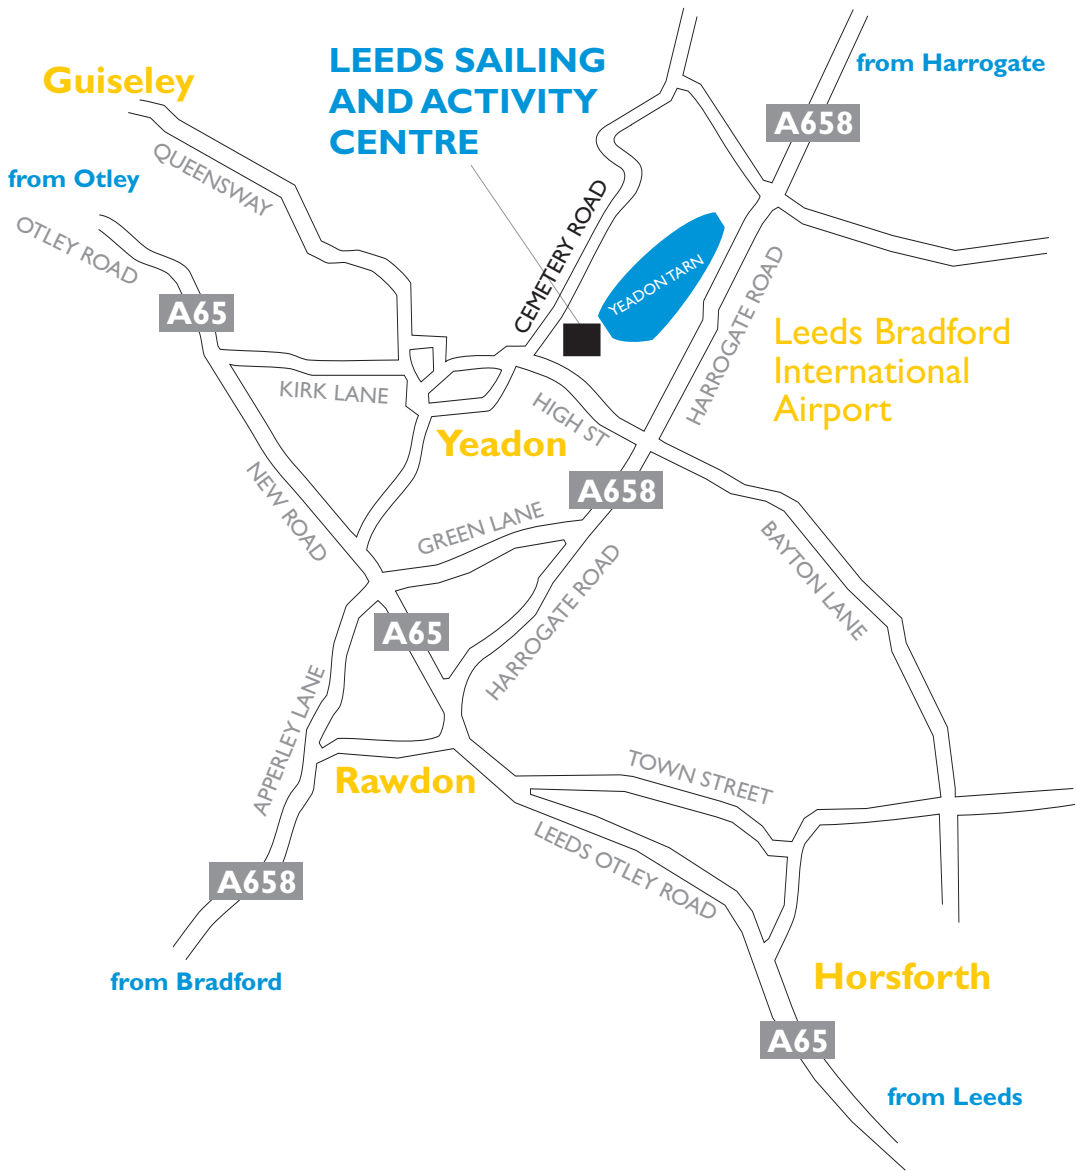 LEEDS SAILING
AND ACTIVITY
CENTRE
from Harrogate
Guiseley
A658
QUEENSWAY
from Otley
OTLEY ROAD
CEMETERY ROAD
YEADON TARN
HARROGATE ROAD
A65
Leeds Bradford
International
Airport
KIRK LANE
HIGH ST
Yeadon
NEW ROAD
A658
GREEN LANE
BAYTON LANE
HARROGATE ROAD
A65
APPERLEY LANE
Rawdon
TOWN STREET
LEEDS OTLEY ROAD
A658
from Bradford
Horsforth
A65
from Leeds